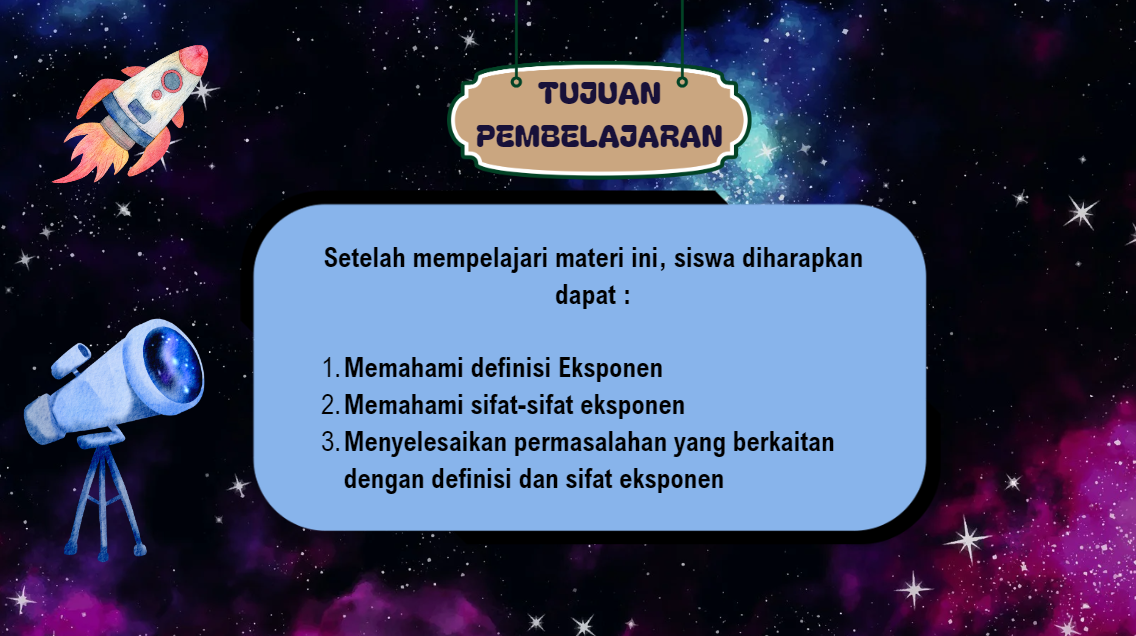 TUJUAN
PEMBELAJARAN
Setelah mempelajari materi ini, siswa diharapkan
dapat :
1. Memahami definisi Eksponen
2. Memahami sifat-sifat eksponen
3. Menyelesaikan permasalahan yang berkaitan
dengan definisi dan sifat eksponen